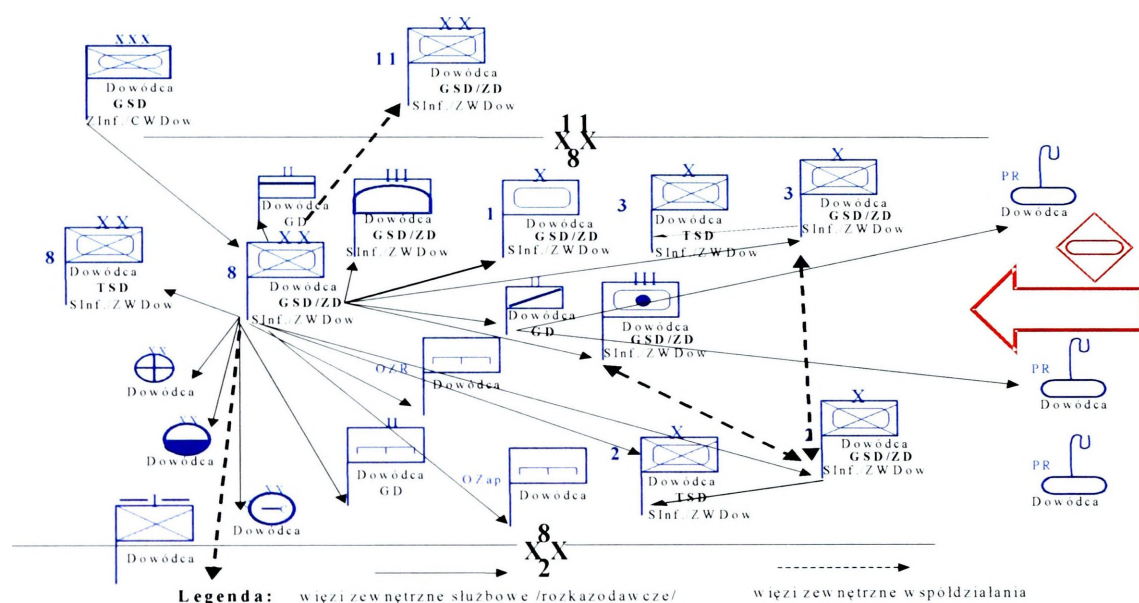 XXX
Dowódca
GSD
ZInf./CWDow
XX
11
Dowódca
GSD/ZD
SInf./ZWDow
11
XX
8
II
Dowódca
GD
III
Dowódca
GSD/ZD
SInf./ZWDow
X
1
Dowódca
GSD/ZD
SInf./ZWDow
X
3
Dowódca
TSD
SInf./ZWDow
X
3
Dowódca
GSD/ZD
SInf./ZWDow
PR
Dowódca
XX
8
Dowódca
TSD
SInf./ZWDow
XX
8
Dowódca
GSD/ZD
SInf./ZWDow
II
Dowódca
GD
III
Dowódca
GSD/ZD
SInf./ZWDow
XX
Dowódca
OZR
Dowódca
PR
Dowódca
XX
Dowódca
II
Dowódca
GD
OZap
Dowódca
X
2
Dowódca
TSD
SInf./ZWDow
X
2
Dowódca
GSD/ZD
SInf./ZWDow
PR
Dowódca
XX
Dowódca
I
Dowódca
8
XX
2
Legenda: więzi zewnętrzne służbowe /rozkazodawcze/ więzi zewnętrzne współdziałania